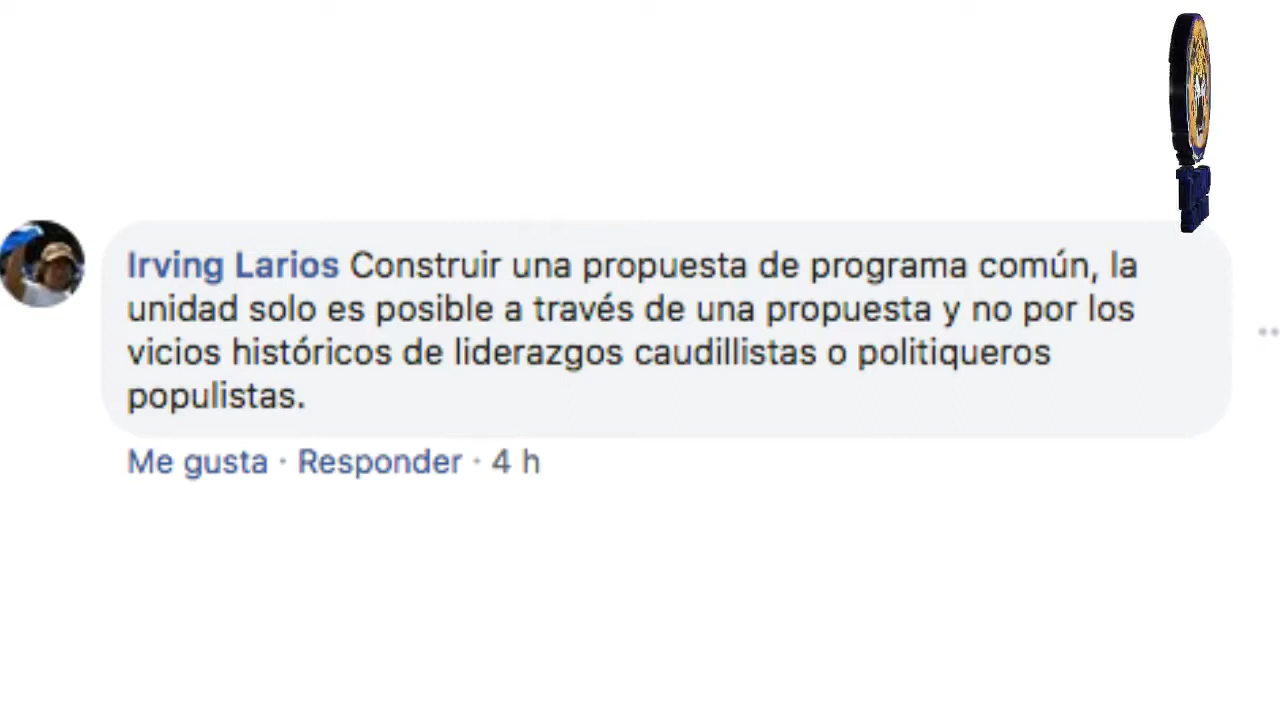 Irving Larios Construir una propuesta de programa común, la
unidad solo es posible a través de una propuesta y no por los
vicios históricos de liderazgos caudillistas o politiqueros
populistas.
Me gusta · Responder · 4 h